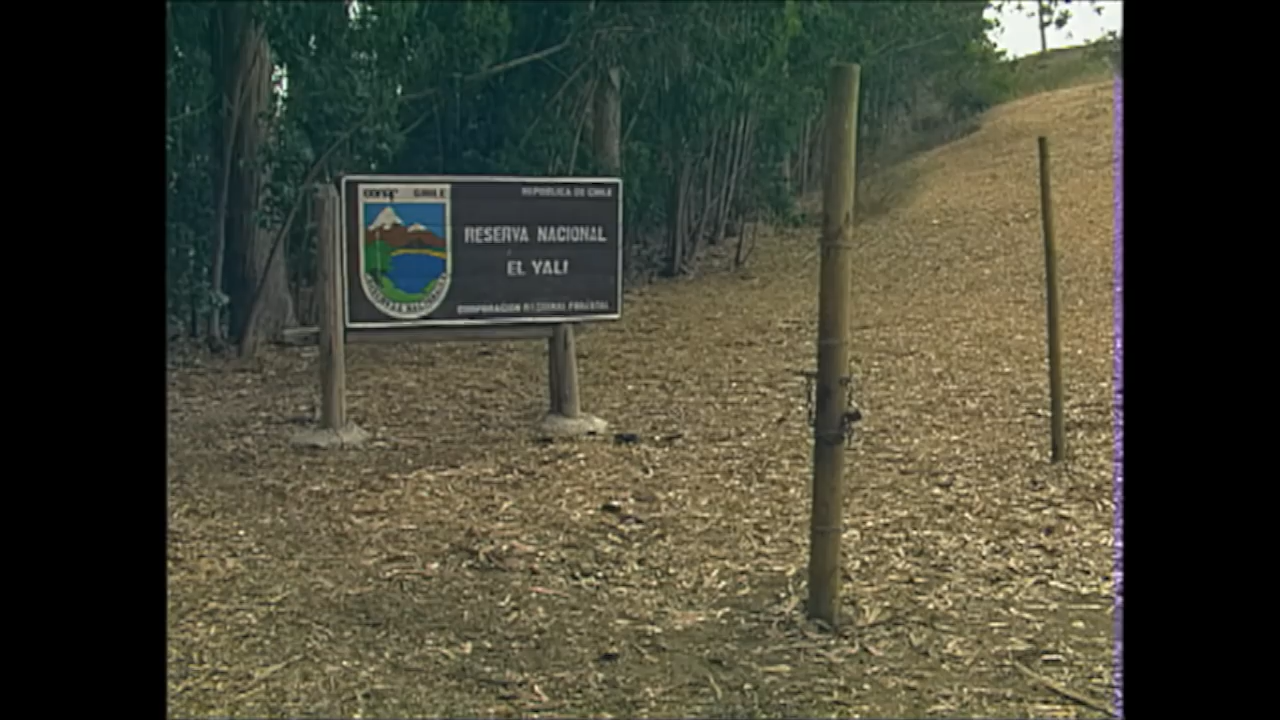 conaf CHILE
REPUBLICA DE CHILE
RESERVA NACIONAL
EL YALI
CORPORACION NACIONAL FORESTAL